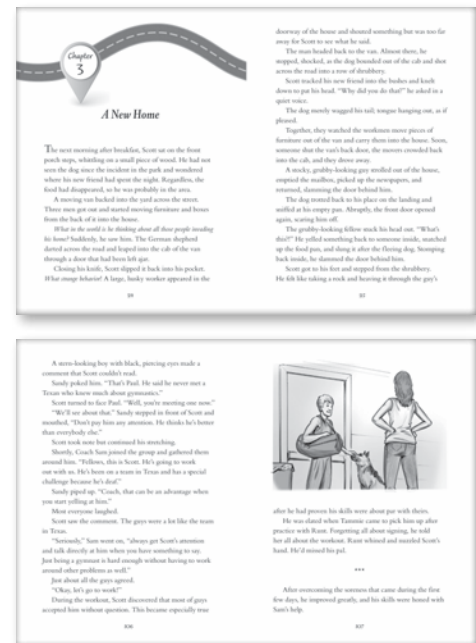 Chapter
3
A New Home
The next morning after breakfast, Scott sat on the front
porch steps, whittling on a small piece of wood. He had not
seen the dog since the incident in the park and wondered
where his new friend had spent the night. Regardless, the
food had disappeared, so he was probably in the area.
A moving van backed into the yard across the street.
Three men got out and started moving furniture and boxes
from the back of it into the house.
What in the world is he thinking about all those people invading
his home? Suddenly, he saw him. The German shepherd
darted across the road and leaped into the cab of the van
through a door that had been left ajar.
Closing his knife, Scott slipped it back into his pocket.
What strange behavior! A large, husky worker appeared in the
doorway of the house and shouted something but was too far
away for Scott to see what he said.
The man headed back to the van. Almost there, he
stopped, shocked, as the dog bounded out of the cab and shot
across the road into a row of shrubbery.
Scott tracked his new friend into the bushes and knelt
down to pat his head. “Why did you do that?” he asked in a
quiet voice.
The dog merely wagged his tail; tongue hanging out, as if
pleased.
Together, they watched the workmen move pieces of
furniture out of the van and carry them into the house. Soon,
someone shut the van's back door, the movers crowded back
into the cab, and they drove away.
A stocky, grubby-looking guy strolled out of the house,
emptied the mailbox, picked up the newspapers, and
returned, slamming the door behind him.
The dog trotted back to his place on the landing and
sniffed at his empty pan. Abruptly, the front door opened
again, scaring him off.
The grubby-looking fellow stuck his head out. “What's
this?!” He yelled something back to someone inside, snatched
up the food pan, and slung it after the fleeing dog. Stomping
back inside, he slammed the door behind him.
Scott got to his feet and stepped from the shrubbery.
He felt like taking a rock and heaving it through the guy's
A stern-looking boy with black, piercing eyes made a
comment that Scott couldn't read.
Sandy poked him. “That's Paul. He said he never met a
Texan who knew much about gymnastics.”
Scott turned to face Paul. “Well, you're meeting one now.”
“We'll see about that.” Sandy stepped in front of Scott and
mouthed, “Don't pay him any attention. He thinks he's better
than everybody else.”
Scott took note but continued his stretching.
Shortly, Coach Sam joined the group and gathered them
around him. “Fellows, this is Scott. He's going to work
out with us. He's been on a team in Texas and has a special
challenge because he's deaf.”
Sandy piped up. “Coach, that can be an advantage when
you start yelling at him.”
Most everyone laughed.
Scott saw the comment. The guys were a lot like the team
in Texas.
“Seriously,” Sam went on, “always get Scott's attention
and talk directly at him when you have something to say.
Just being a gymnast is hard enough without having to work
around other problems as well.”
Just about all the guys agreed.
“Okay, let's go to work!”
During the workout, Scott discovered that most of guys
accepted him without question. This became especially true
106
after he had proven his skills were about par with theirs.
He was elated when Tammie came to pick him up after
practice with Runt. Forgetting all about signing, he told
her all about the workout. Runt whined and nuzzled Scott's
hand. He'd missed his pal.
***
After overcoming the soreness that came during the first
few days, he improved greatly, and his skills were honed with
Sam's help.
107